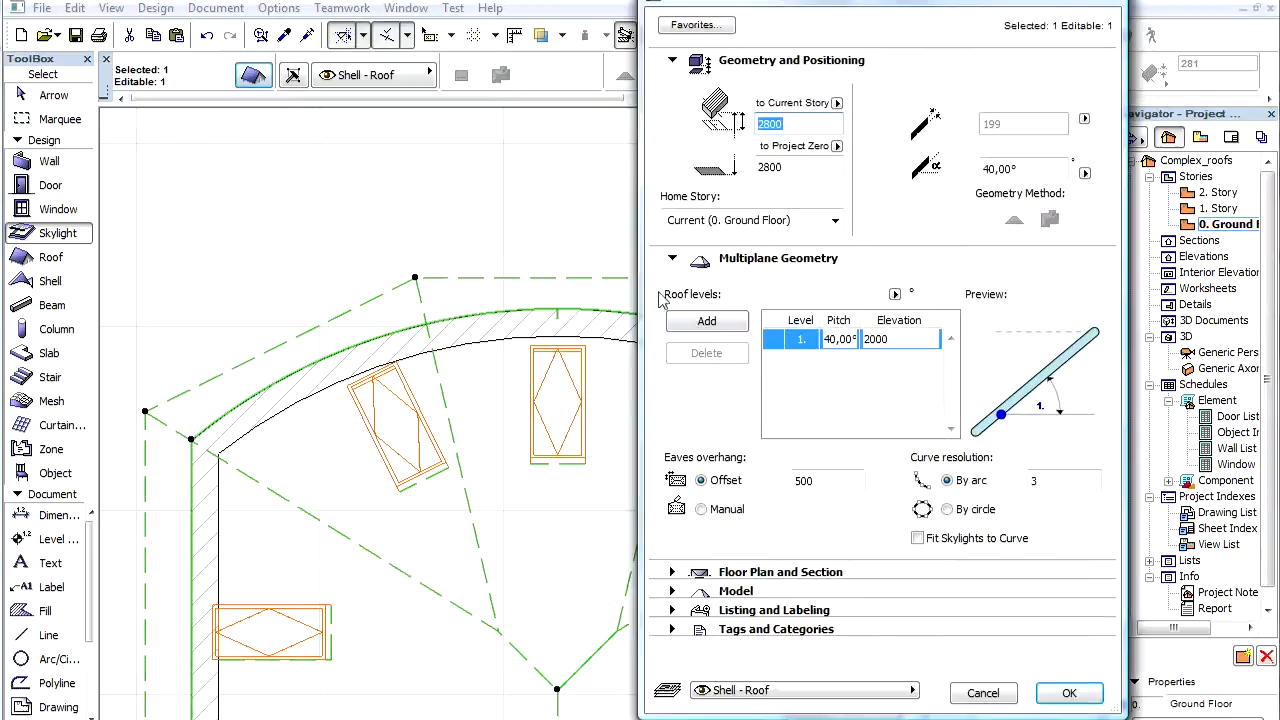 File Edit View Design Document Options Teamwork Window Test Help
ToolBox
Select
Arrow
Marquee
Design
Wall
Door
Window
Skylight
Roof
Shell
Beam
Column
Slab
Stair
Mesh
Curtain...
Zone
Object
Document
Dimen...
Level ...
Text
A1 Label
Fill
Line
Arc/Ci...
Polyline
Drawing
Selected: 1
Editable: 1
Shell - Roof
Favorites...
Selected: 1 Editable: 1
Geometry and Positioning
to Current Story
2800
to Project Zero
2800
199
40,00°
°
Home Story:
Current (0. Ground Floor)
Geometry Method:
Multiplane Geometry
Roof levels:
°
Preview:
Add
Delete
Level Pitch Elevation
1. 40,00° 2000
1.
Eaves overhang:
Offset 500
Manual
Curve resolution:
By arc 3
By circle
Fit Skylights to Curve
Floor Plan and Section
Model
Listing and Labeling
Tags and Categories
Shell - Roof
Cancel
OK
281
avigator - Project ...
Complex_roofs
Stories
2. Story
1. Story
0. Ground F
Sections
Elevations
Interior Elevation
Worksheets
Details
3D Documents
3D
Generic Pers
Generic Axon
Schedules
Element
Door List
Object In
Wall List
Window
Component
Project Indexes
Drawing List
Sheet Index
View List
Lists
Info
Project Note
Report
Properties
0. Ground Floor